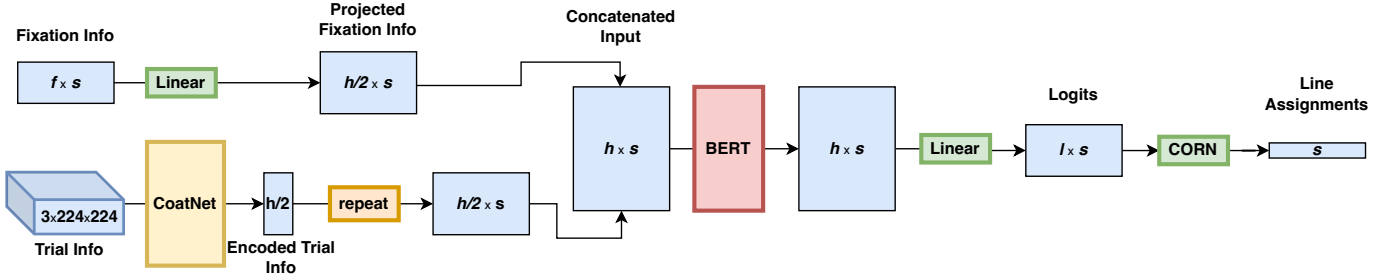 Fixation Info
f x s
Linear
Projected
Fixation Info
h/2 x s
Concatenated
Input
3x224x224
Trial Info
CoatNet
h/2
Encoded Trial
Info
repeat
h/2 x s
h x s
BERT
h x s
Linear
Logits
l x s
CORN
Line
Assignments
s